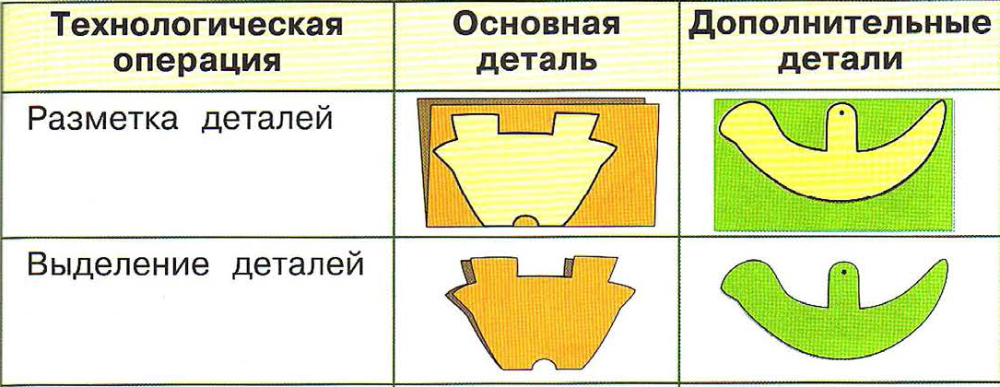 Технологическая
операция
Основная
деталь
Дополнительные
детали
Разметка деталей
Выделение деталей